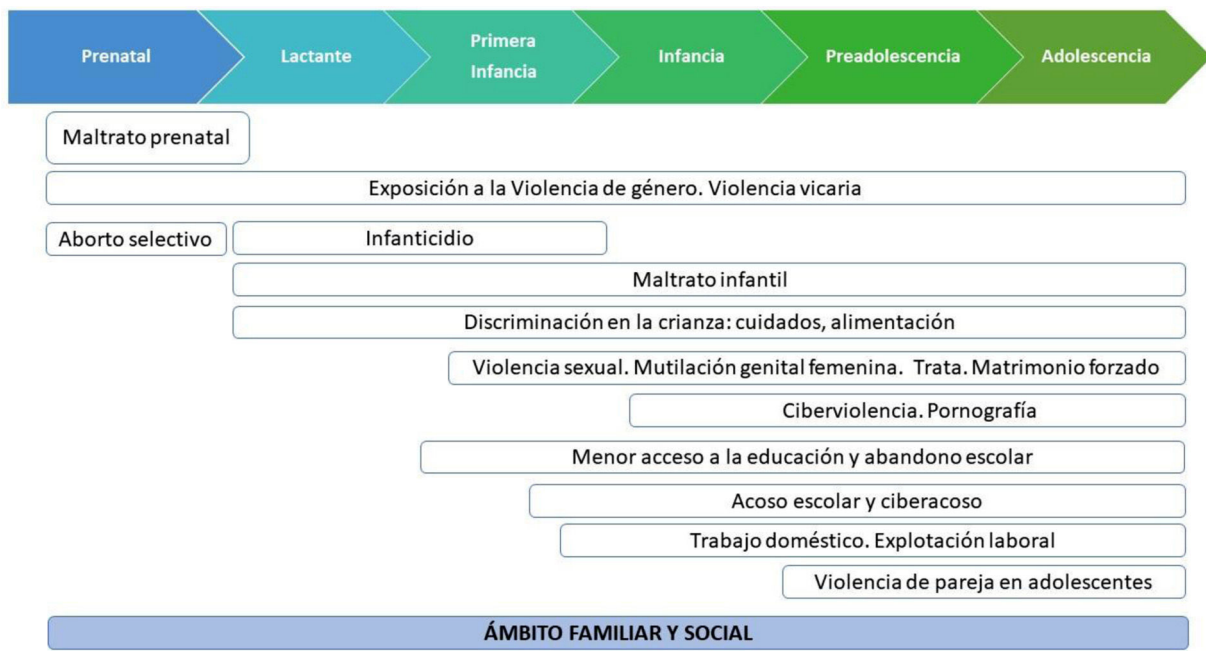 Prenatal
Lactante
Primera
Infancia
Infancia
Preadolescencia
Adolescencia
Maltrato prenatal
Exposición a la Violencia de género. Violencia vicaria
Aborto selectivo
Infanticidio
Maltrato infantil
Discriminación en la crianza: cuidados, alimentación
Violencia sexual. Mutilación genital femenina. Trata. Matrimonio forzado
Ciberviolencia. Pornografía
Menor acceso a la educación y abandono escolar
Acoso escolar y ciberacoso
Trabajo doméstico. Explotación laboral
Violencia de pareja en adolescentes
ÁMBITO FAMILIAR Y SOCIAL